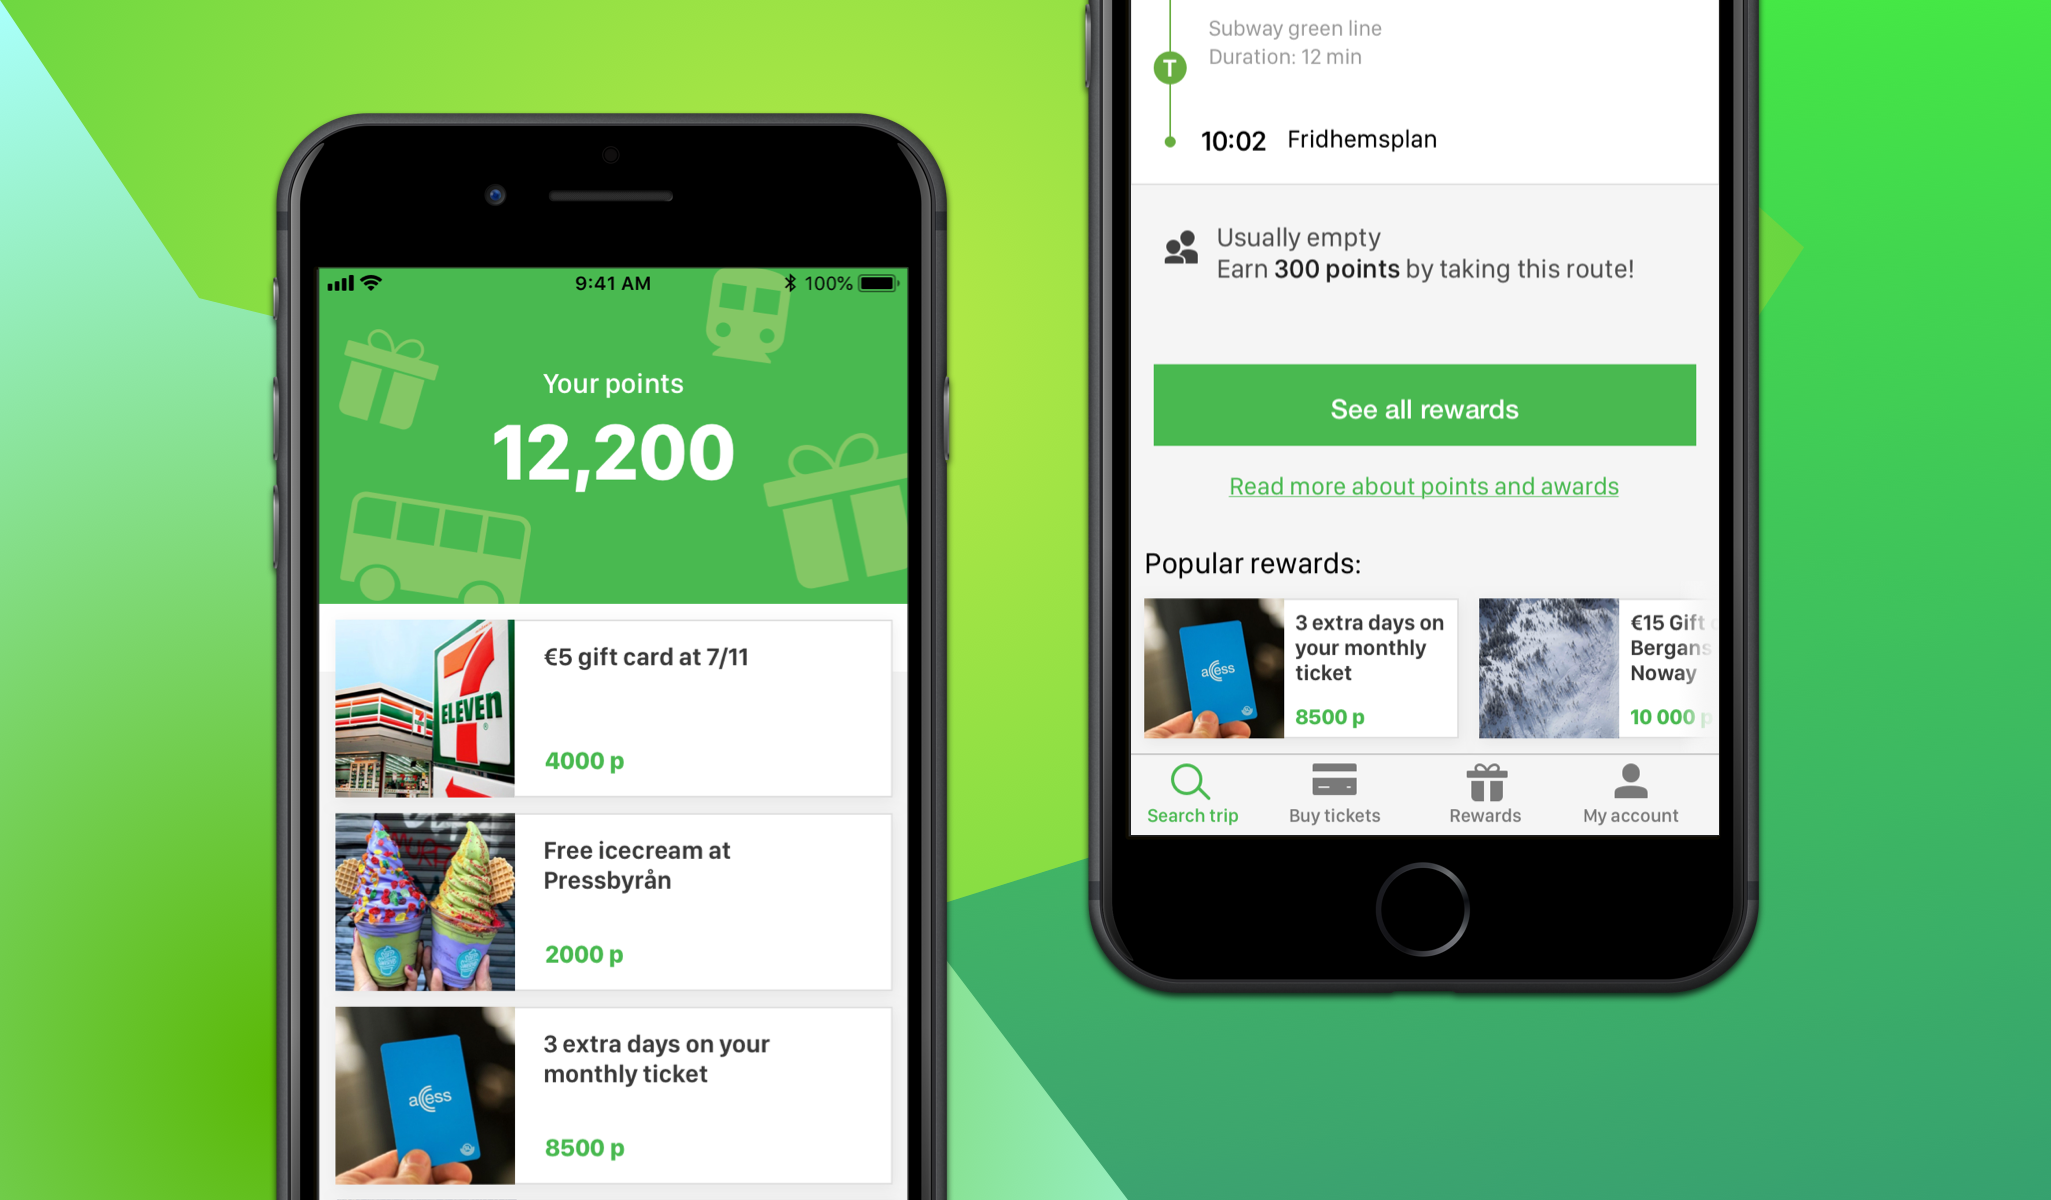 9:41 AM
100%
Your points
12,200
7
ELEVEN
€5 gift card at 7/11
4000 p
Free icecream at
Pressbyrån
2000 p
3 extra days on your
monthly ticket
acess
8500 p
Subway green line
Duration: 12 min
T
10:02 Fridhemsplan
Usually empty
Earn 300 points by taking this route!
See all rewards
Read more about points and awards
Popular rewards:
acess
3 extra days on
your monthly
ticket
8500 p
€15 Gift
Bergans
Noway
10 000 p
Search trip
Buy tickets
Rewards
My account